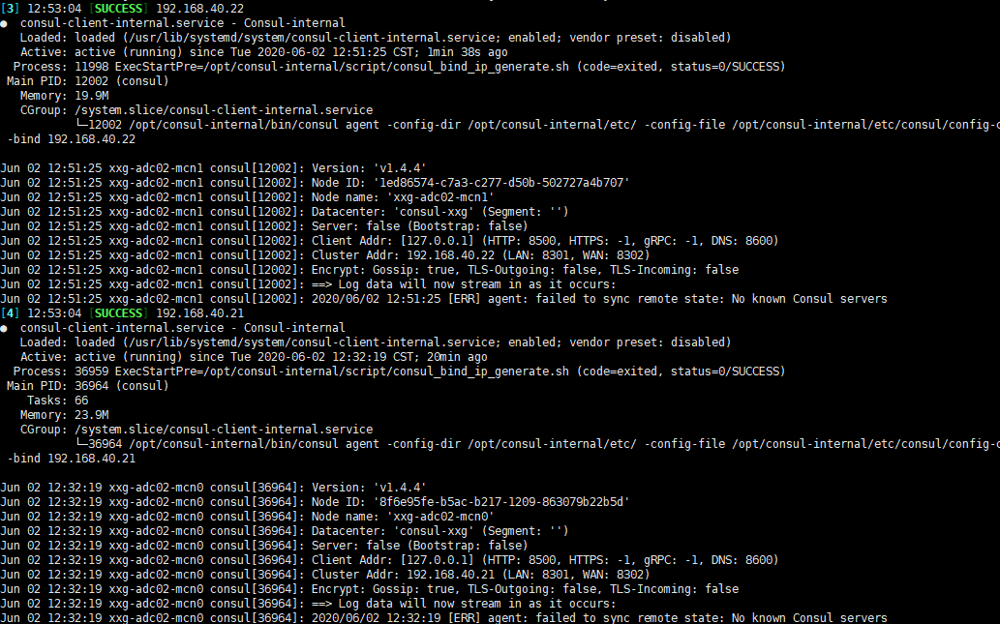 [3] 12:53:04 [SUCCESS] 192.168.40.22
● consul-client-internal.service - Consul-internal
Loaded: loaded (/usr/lib/systemd/system/consul-client-internal.service; enabled; vendor preset: disabled)
Active: active (running) since Tue 2020-06-02 12:51:25 CST; 1min 38s ago
Process: 11998 ExecStartPre=/opt/consul-internal/script/consul_bind_ip_generate.sh (code=exited, status=0/SUCCESS)
Main PID: 12002 (consul)
Memory: 19.9M
CGroup: /system.slice/consul-client-internal.service
└─12002 /opt/consul-internal/bin/consul agent -config-dir /opt/consul-internal/etc/ -config-file /opt/consul-internal/etc/consul/config-c
-bind 192.168.40.22
Jun 02 12:51:25 xxg-adc02-mcn1 consul[12002]: Version: 'v1.4.4'
Jun 02 12:51:25 xxg-adc02-mcn1 consul[12002]: Node ID: '1ed86574-c7a3-c277-d50b-502727a4b707'
Jun 02 12:51:25 xxg-adc02-mcn1 consul[12002]: Node name: 'xxg-adc02-mcn1'
Jun 02 12:51:25 xxg-adc02-mcn1 consul[12002]: Datacenter: 'consul-xxg' (Segment: '')
Jun 02 12:51:25 xxg-adc02-mcn1 consul[12002]: Server: false (Bootstrap: false)
Jun 02 12:51:25 xxg-adc02-mcn1 consul[12002]: Client Addr: [127.0.0.1] (HTTP: 8500, HTTPS: -1, gRPC: -1, DNS: 8600)
Jun 02 12:51:25 xxg-adc02-mcn1 consul[12002]: Cluster Addr: 192.168.40.22 (LAN: 8301, WAN: 8302)
Jun 02 12:51:25 xxg-adc02-mcn1 consul[12002]: Encrypt: Gossip: true, TLS-Outgoing: false, TLS-Incoming: false
Jun 02 12:51:25 xxg-adc02-mcn1 consul[12002]: ==> Log data will now stream in as it occurs:
Jun 02 12:51:25 xxg-adc02-mcn1 consul[12002]: 2020/06/02 12:51:25 [ERR] agent: failed to sync remote state: No known Consul servers
[4] 12:53:04 [SUCCESS] 192.168.40.21
● consul-client-internal.service - Consul-internal
Loaded: loaded (/usr/lib/systemd/system/consul-client-internal.service; enabled; vendor preset: disabled)
Active: active (running) since Tue 2020-06-02 12:32:19 CST; 20min ago
Process: 36959 ExecStartPre=/opt/consul-internal/script/consul_bind_ip_generate.sh (code=exited, status=0/SUCCESS)
Main PID: 36964 (consul)
Tasks: 66
Memory: 23.9M
CGroup: /system.slice/consul-client-internal.service
└─36964 /opt/consul-internal/bin/consul agent -config-dir /opt/consul-internal/etc/ -config-file /opt/consul-internal/etc/consul/config-c
-bind 192.168.40.21
Jun 02 12:32:19 xxg-adc02-mcn0 consul[36964]: Version: 'v1.4.4'
Jun 02 12:32:19 xxg-adc02-mcn0 consul[36964]: Node ID: '8f6e95fe-b5ac-b217-1209-863079b22b5d'
Jun 02 12:32:19 xxg-adc02-mcn0 consul[36964]: Node name: 'xxg-adc02-mcn0'
Jun 02 12:32:19 xxg-adc02-mcn0 consul[36964]: Datacenter: 'consul-xxg' (Segment: '')
Jun 02 12:32:19 xxg-adc02-mcn0 consul[36964]: Server: false (Bootstrap: false)
Jun 02 12:32:19 xxg-adc02-mcn0 consul[36964]: Client Addr: [127.0.0.1] (HTTP: 8500, HTTPS: -1, gRPC: -1, DNS: 8600)
Jun 02 12:32:19 xxg-adc02-mcn0 consul[36964]: Cluster Addr: 192.168.40.21 (LAN: 8301, WAN: 8302)
Jun 02 12:32:19 xxg-adc02-mcn0 consul[36964]: Encrypt: Gossip: true, TLS-Outgoing: false, TLS-Incoming: false
Jun 02 12:32:19 xxg-adc02-mcn0 consul[36964]: ==> Log data will now stream in as it occurs:
Jun 02 12:32:19 xxg-adc02-mcn0 consul[36964]: 2020/06/02 12:32:19 [ERR] agent: failed to sync remote state: No known Consul servers